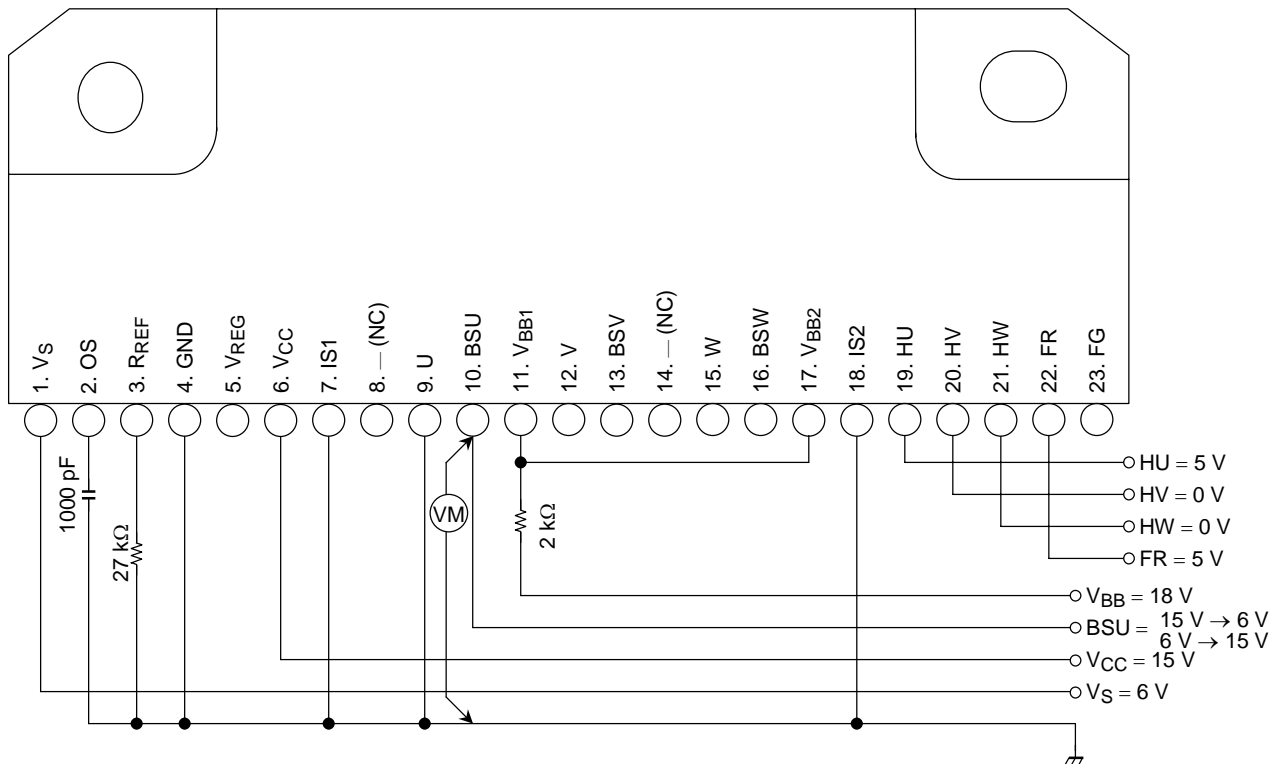 1. VS
2. OS
3. RREF
4. GND
5. VREG
6. VCC
7. IS1
8. — (NC)
9. U
10. BSU
11. VBB1
12. V
13. BSV
14. — (NC)
15. W
16. BSW
17. VBB2
18. IS2
19. HU
20. HV
21. HW
22. FR
23. FG
1000 pF
27 kΩ
VM
2 kΩ
HU = 5 V
HV = 0 V
HW = 0 V
FR = 5 V
VBB = 18 V
BSU = 15 V → 6 V
6 V → 15 V
VCC = 15 V
VS = 6 V